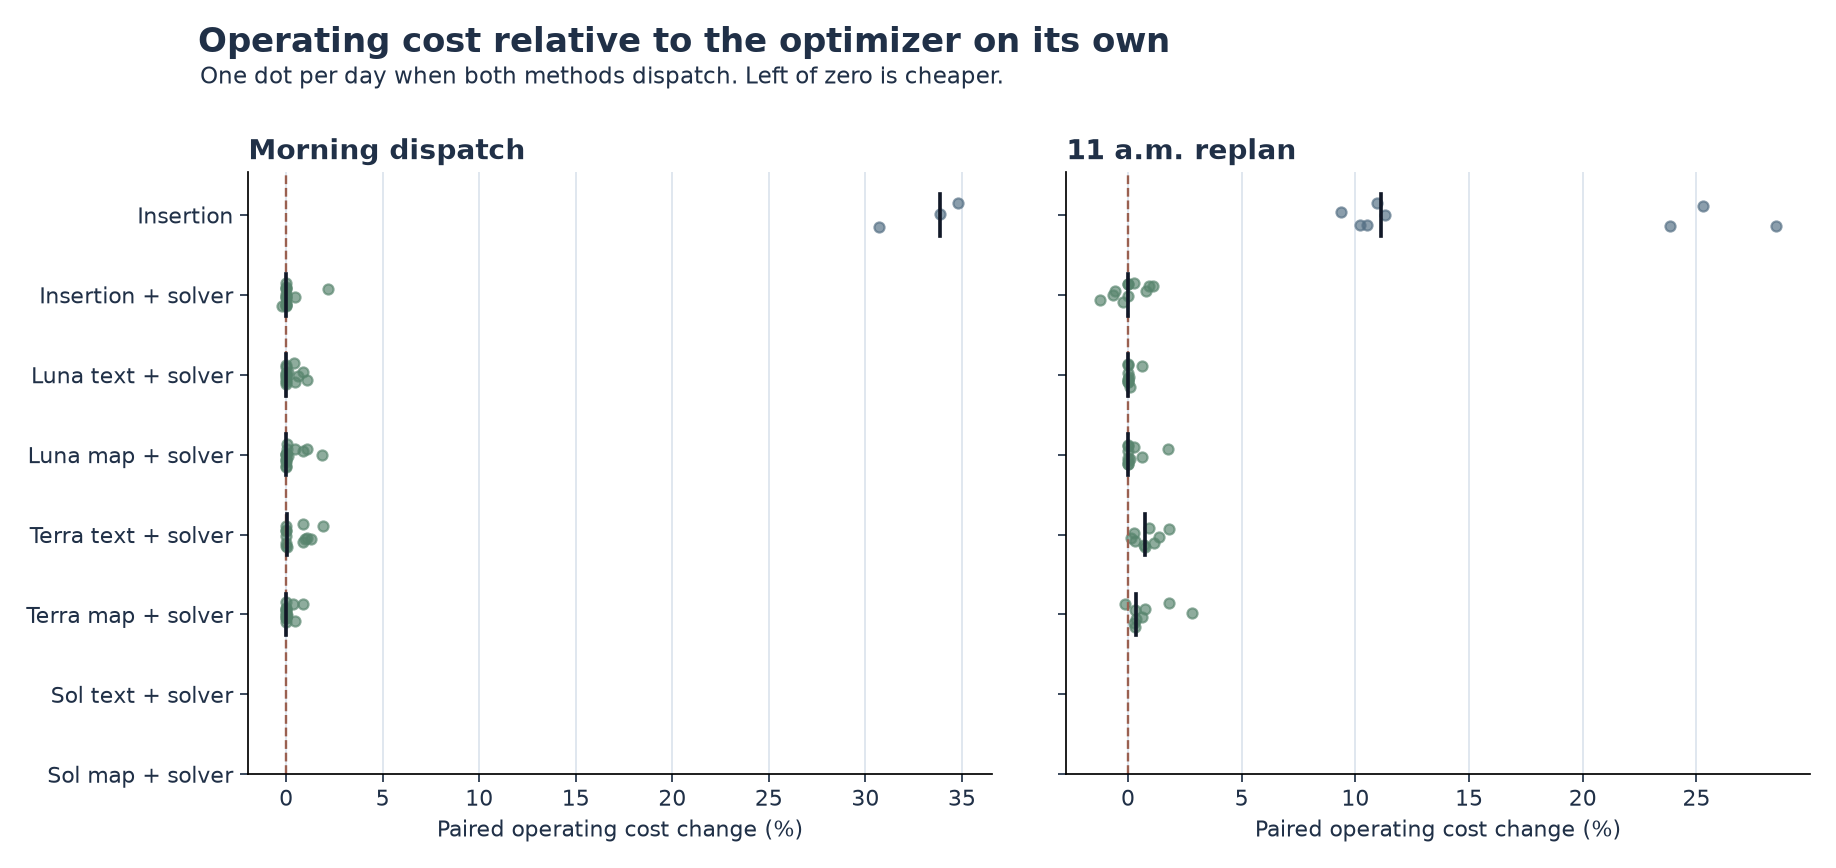 Operating cost relative to the optimizer on its own
One dot per day when both methods dispatch. Left of zero is cheaper.
Morning dispatch
11 a.m. replan
Insertion
Insertion + solver
Luna text + solver
Luna map + solver
Terra text + solver
Terra map + solver
Sol text + solver
Sol map + solver
0 5 10 15 20 25 30 35
0 5 10 15 20 25
Paired operating cost change (%)
Paired operating cost change (%)